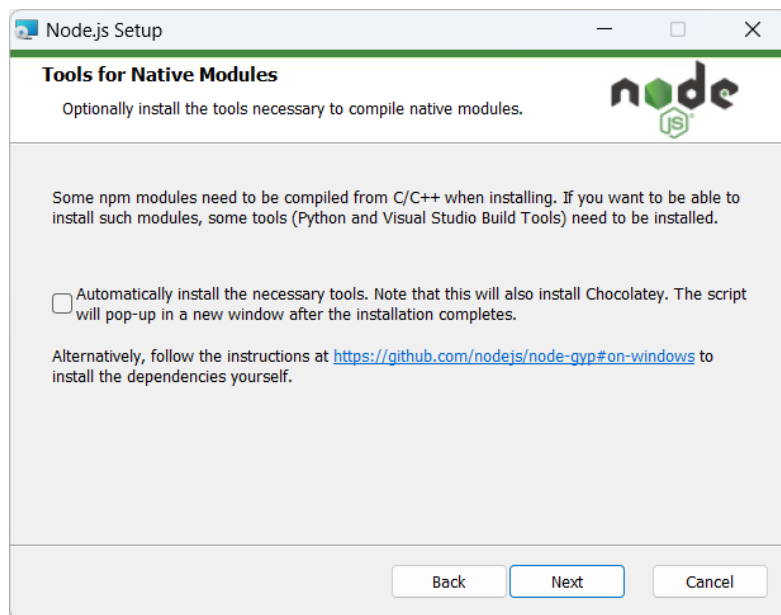 Node.js Setup
Tools for Native Modules
Optionally install the tools necessary to compile native modules.
node
JS
Some npm modules need to be compiled from C/C++ when installing. If you want to be able to
install such modules, some tools (Python and Visual Studio Build Tools) need to be installed.
Automatically install the necessary tools. Note that this will also install Chocolatey. The script
will pop-up in a new window after the installation completes.
Alternatively, follow the instructions at https://github.com/nodejs/node-gyp#on-windows to
install the dependencies yourself.
Back Next Cancel